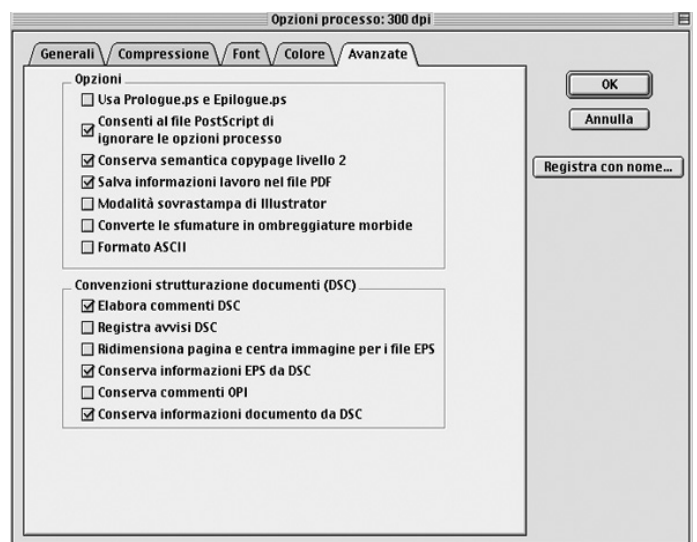 Opzioni processo: 300 dpi
Generali
Compressione
Font
Colore
Avanzate
Opzioni
Usa Prologue.ps e Epilogue.ps
Consenti al file PostScript di
ignorare le opzioni processo
Conserva semantica copypage livello 2
Salva informazioni lavoro nel file PDF
Modalità sovrastampa di Illustrator
Converte le sfumature in ombreggiature morbide
Formato ASCII
Convenzioni strutturazione documenti (DSC)
Elabora commenti DSC
Registra avvisi DSC
Ridimensiona pagina e centra immagine per i file EPS
Conserva informazioni EPS da DSC
Conserva commenti OPI
Conserva informazioni documento da DSC
OK
Annulla
Registra con nome...